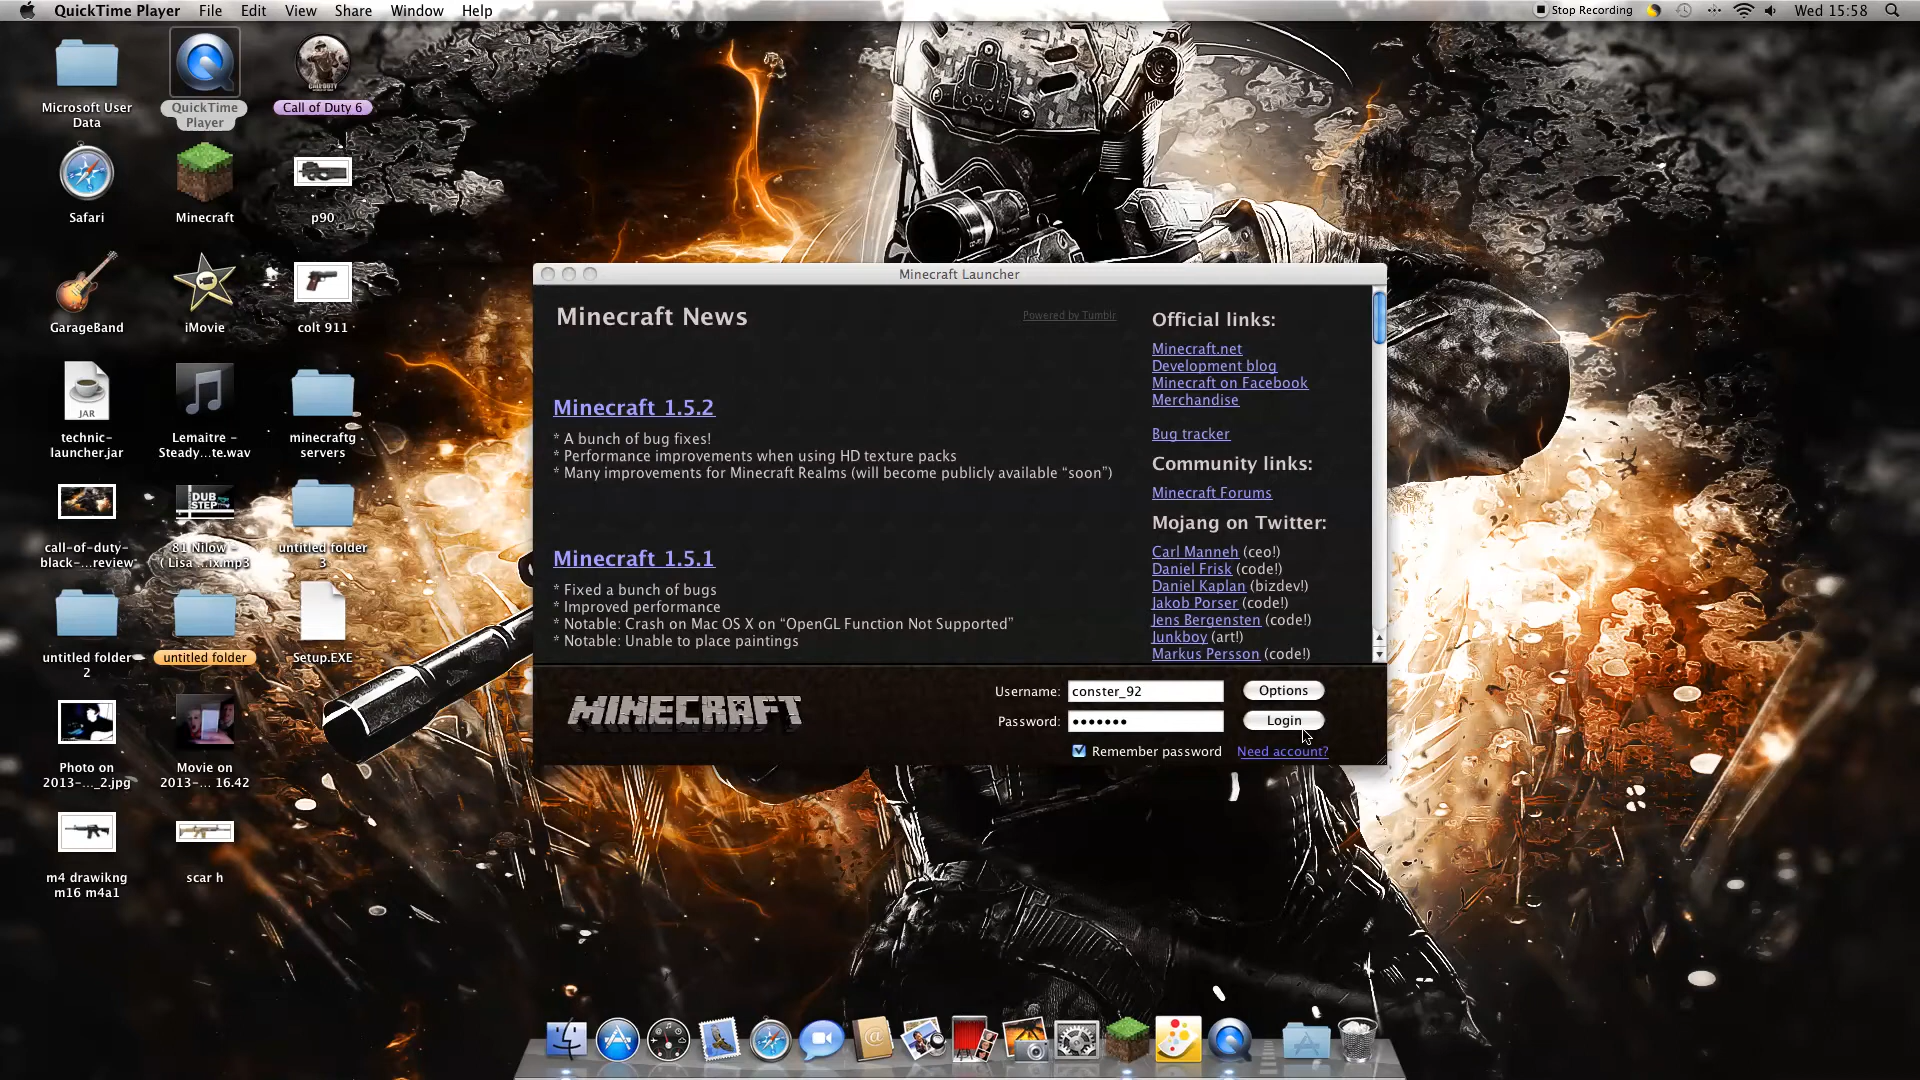 QuickTime Player File Edit View Share Window Help
Stop Recording Wed 15:58
Microsoft User
Data
QuickTime
Player
Call of Duty 6
Safari
Minecraft
p90
GarageBand
iMovie
colt 911
JAR
technic-
launcher.jar
Lemaitre -
Steady...te.wav
minecraftg
servers
DUB
STEP
call-of-duty-
black-...review
81 Nilow -
( Lisa ...ix.mp3
untitled folder
3
untitled folder
2
untitled folder
Setup.EXE
Photo on
2013-..._2.jpg
Movie on
2013-... 16.42
m4 drawikng
m16 m4a1
scar h
Minecraft Launcher
Minecraft News
Powered by Tumblr
Minecraft 1.5.2
* A bunch of bug fixes!
* Performance improvements when using HD texture packs
* Many improvements for Minecraft Realms (will become publicly available “soon”)
Minecraft 1.5.1
* Fixed a bunch of bugs
* Improved performance
* Notable: Crash on Mac OS X on “OpenGL Function Not Supported”
* Notable: Unable to place paintings
Official links:
Minecraft.net
Development blog
Minecraft on Facebook
Merchandise
Bug tracker
Community links:
Minecraft Forums
Mojang on Twitter:
Carl Manneh (ceo!)
Daniel Frisk (code!)
Daniel Kaplan (bizdev!)
Jakob Porser (code!)
Jens Bergensten (code!)
Junkboy (art!)
Markus Persson (code!)
MINECRAFT
Username: conster_92 Options
Password: ••••••• Login
Remember password Need account?